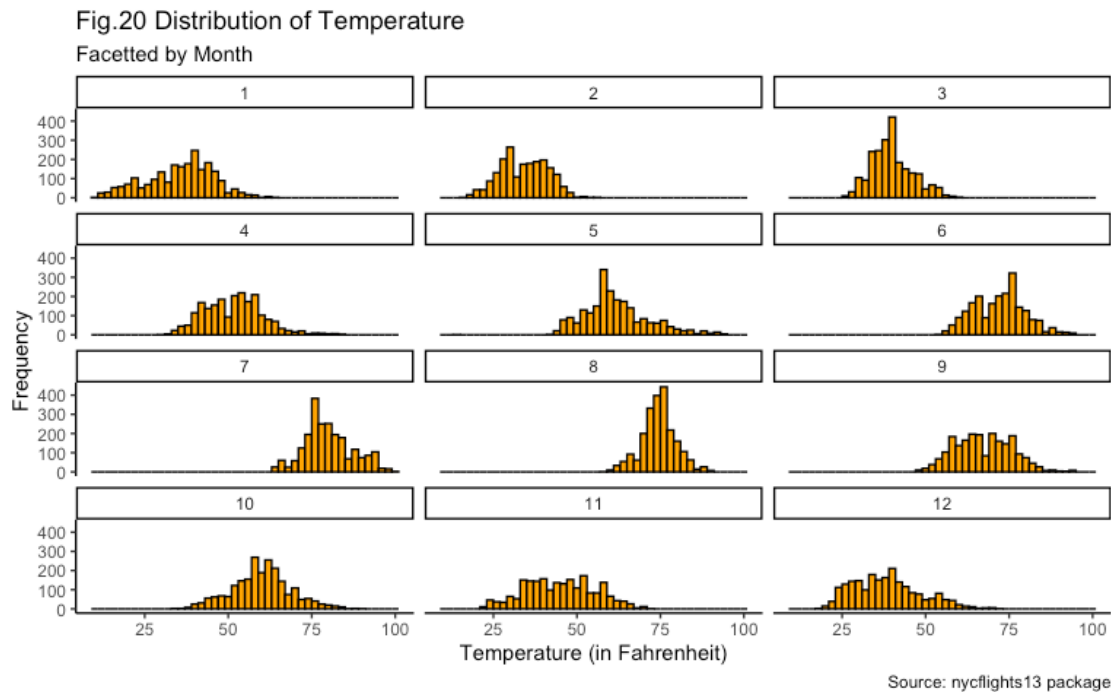 Fig.20 Distribution of Temperature
Facetted by Month
1 2 3
400
300
200
100
0
4 5 6
400
300
200
100
0
7 8 9
400
300
200
100
0
10 11 12
400
300
200
100
0
Frequency
25 50 75 100 25 50 75 100 25 50 75 100
Temperature (in Fahrenheit)
Source: nycflights13 package